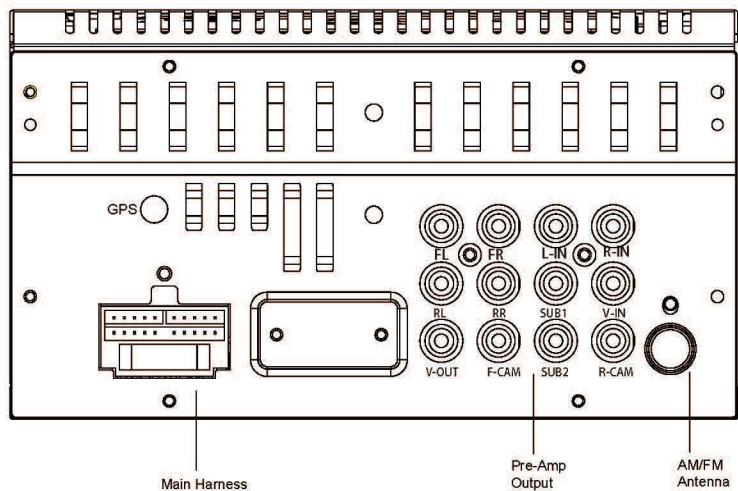 GPS
FL FR L-IN R-IN
RL RR SUB1 V-IN
V-OUT F-CAM SUB2 R-CAM
Main Harness
Pre-Amp
Output
AM/FM
Antenna